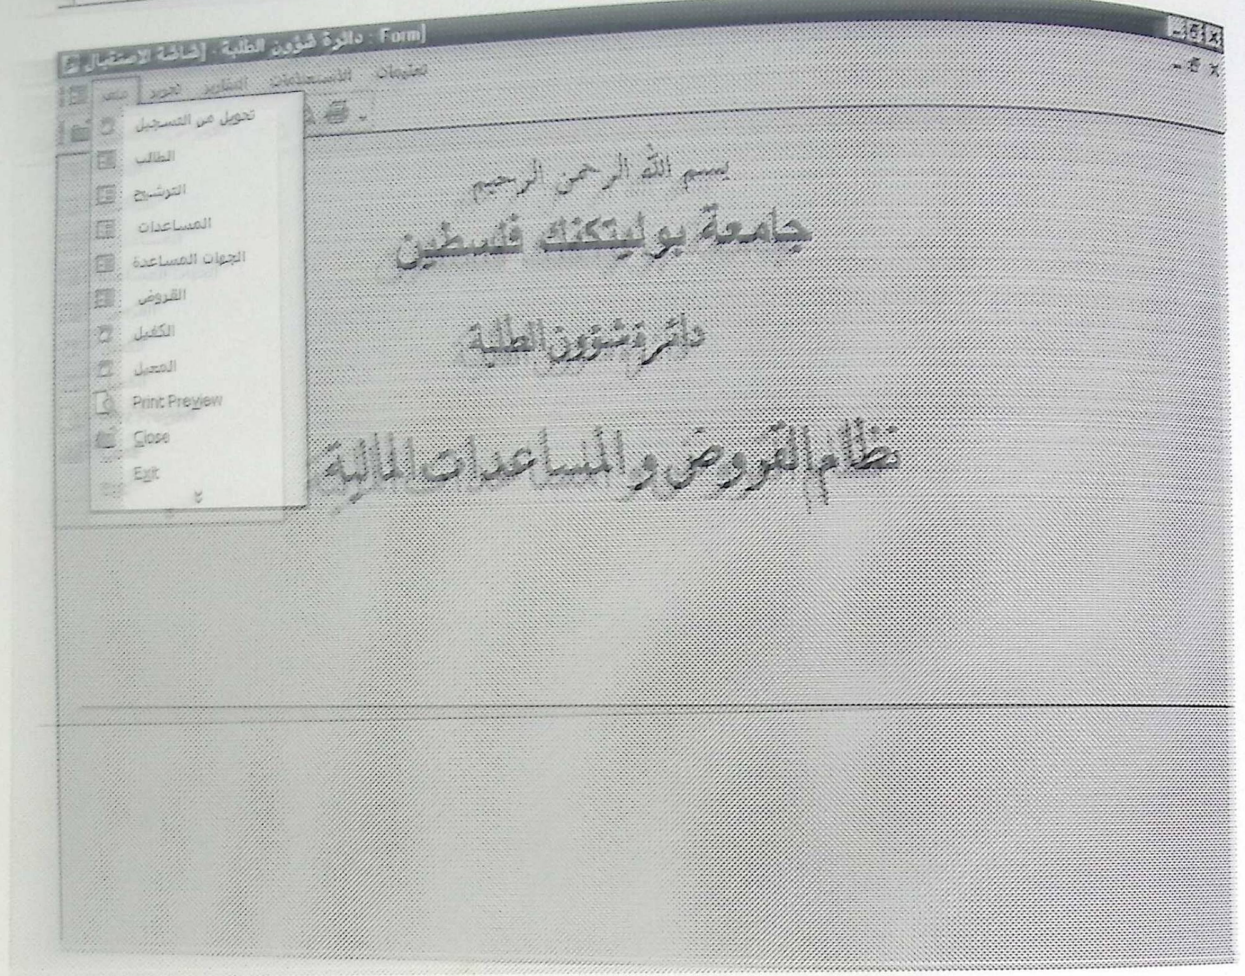 دائرة شؤون الطلبة - [شاشة الاستقبال : Form]
ملف تحرير التقارير الاستعلامات تعليمات
تحويل من التسجيل
الطالب
الترشيح
المساعدات
الجهات المساعدة
القروض
الكفيل
المعيل
Print Preview
Close
Exit
بسم الله الرحمن الرحيم
جامعة بوليتكنك فلسطين
دائرة شؤون الطلبة
نظام القروض و المساعدات المالية